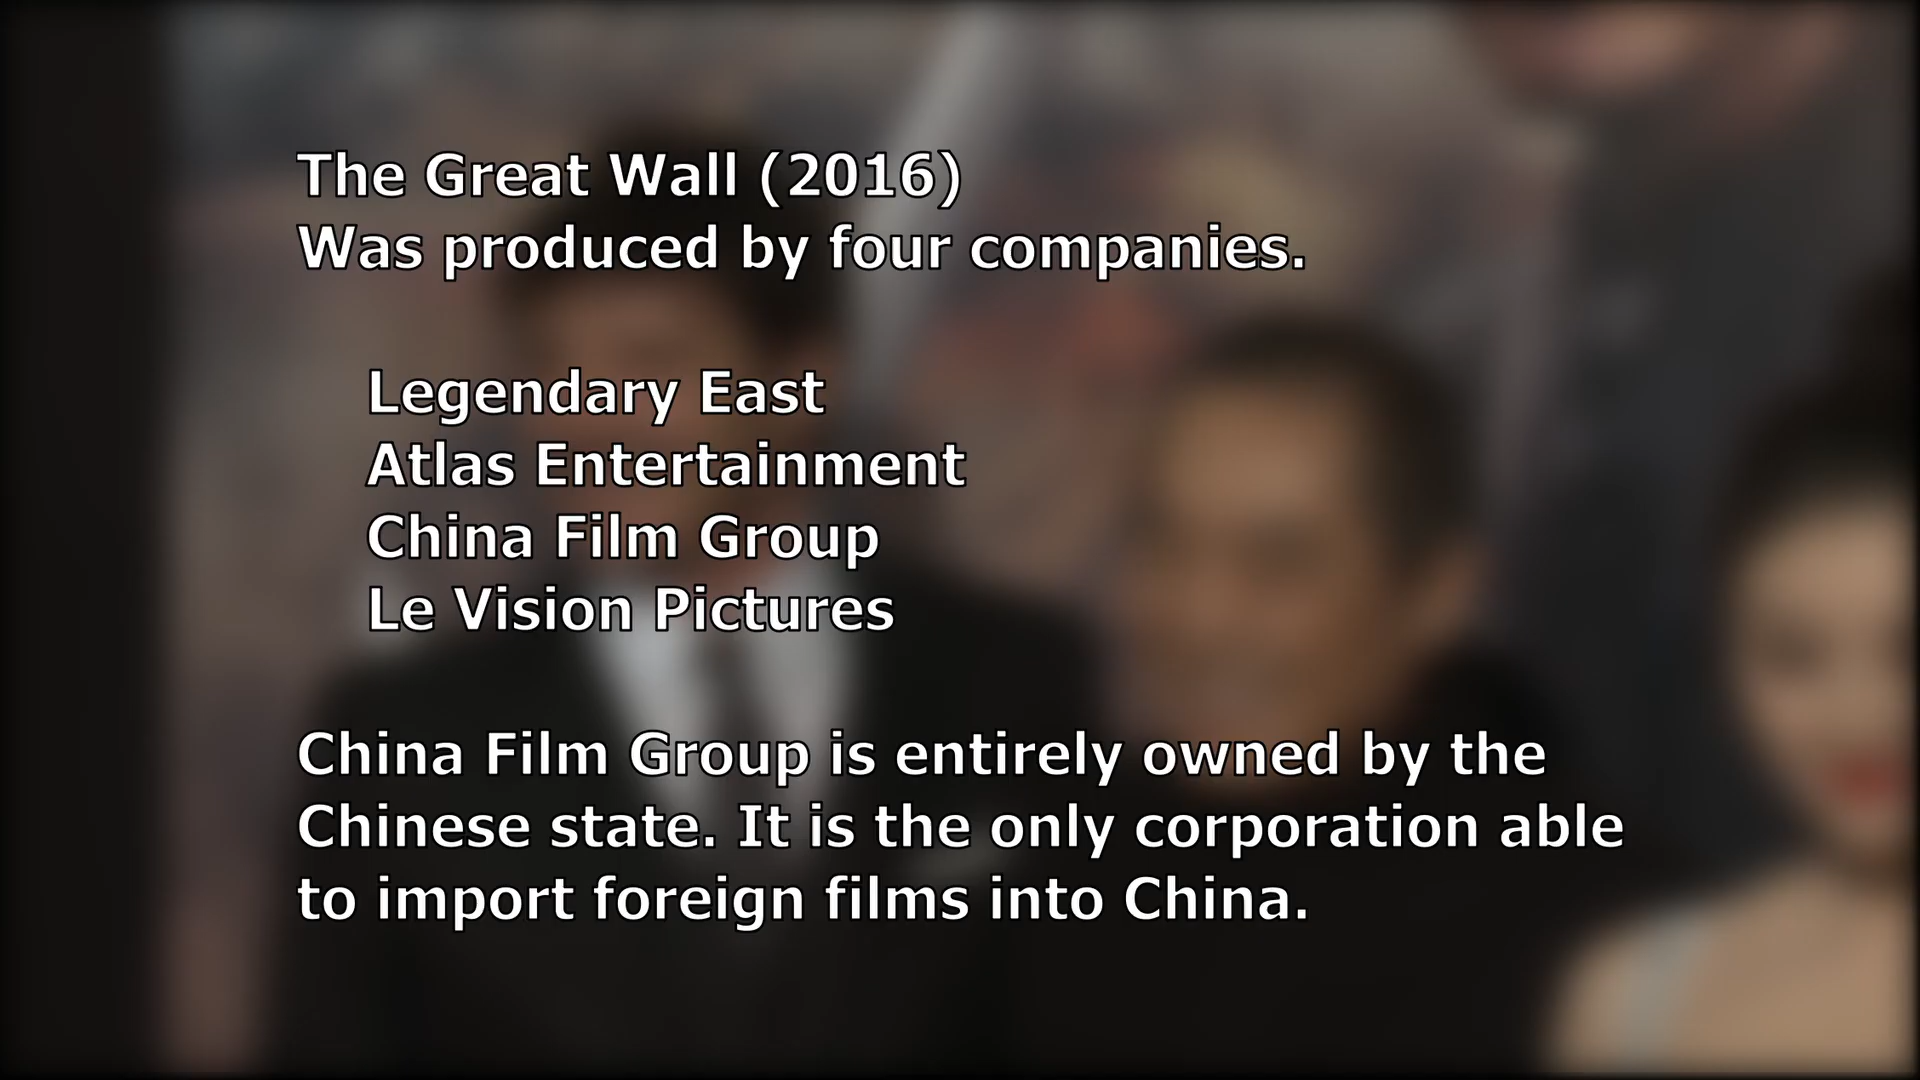 The Great Wall (2016)
Was produced by four companies.
Legendary East
Atlas Entertainment
China Film Group
Le Vision Pictures
China Film Group is entirely owned by the
Chinese state. It is the only corporation able
to import foreign films into China.